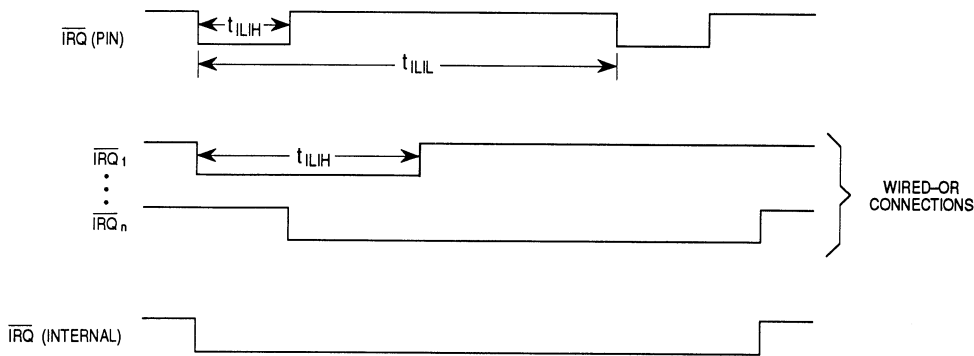 IRQ (PIN)
tILIH
tILIL
IRQ1
tILIH
IRQn
WIRED–OR
CONNECTIONS
IRQ (INTERNAL)